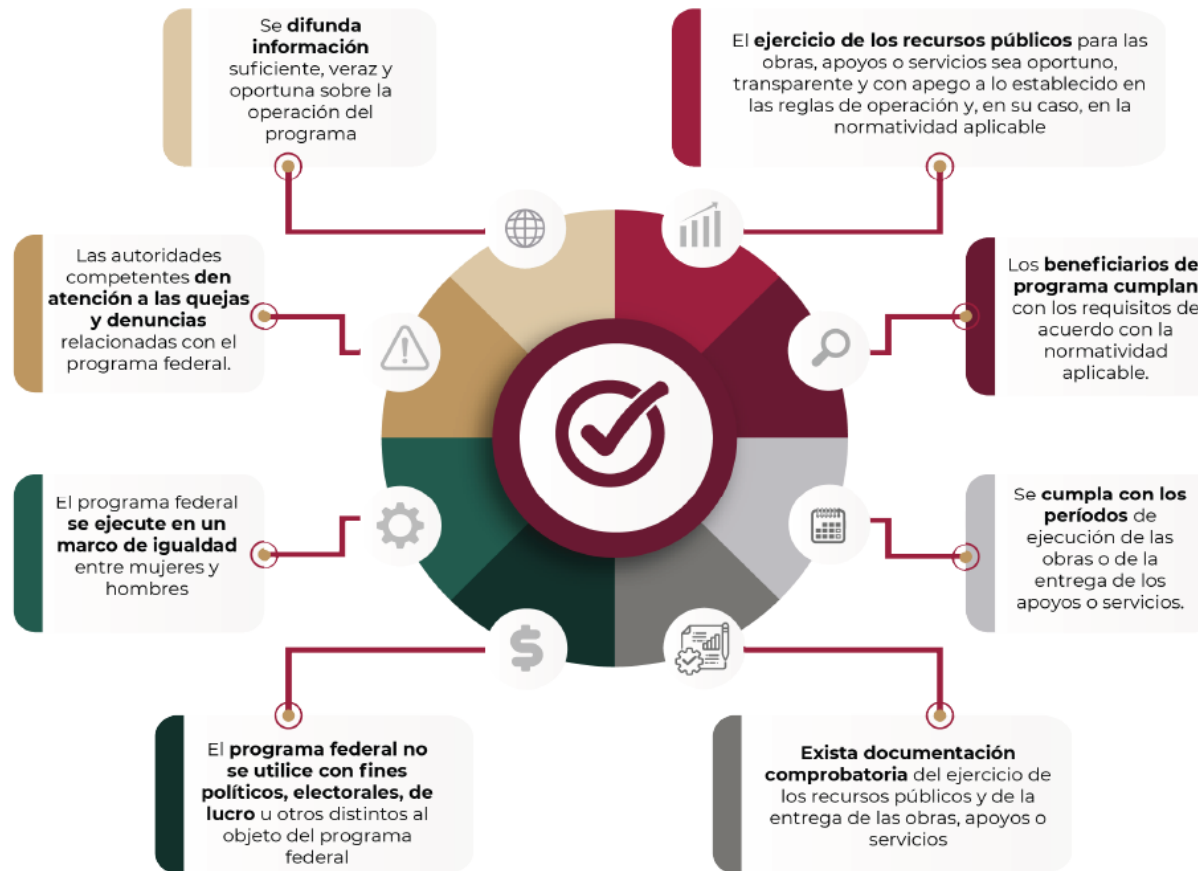 Se difunda
información
suficiente, veraz y
oportuna sobre la
operación del
programa
El ejercicio de los recursos públicos para las
obras, apoyos o servicios sea oportuno,
transparente y con apego a lo establecido en
las reglas de operación y, en su caso, en la
normatividad aplicable
Las autoridades
competentes den
atención a las quejas
y denuncias
relacionadas con el
programa federal.
Los beneficiarios de
programa cumplan
con los requisitos de
acuerdo con la
normatividad
aplicable.
El programa federal
se ejecute en un
marco de igualdad
entre mujeres y
hombres
Se cumpla con los
períodos de
ejecución de las
obras o de la
entrega de los
apoyos o servicios.
El programa federal no
se utilice con fines
políticos, electorales, de
lucro u otros distintos al
objeto del programa
federal
Exista documentación
comprobatoria del ejercicio de
los recursos públicos y de la
entrega de las obras, apoyos o
servicios